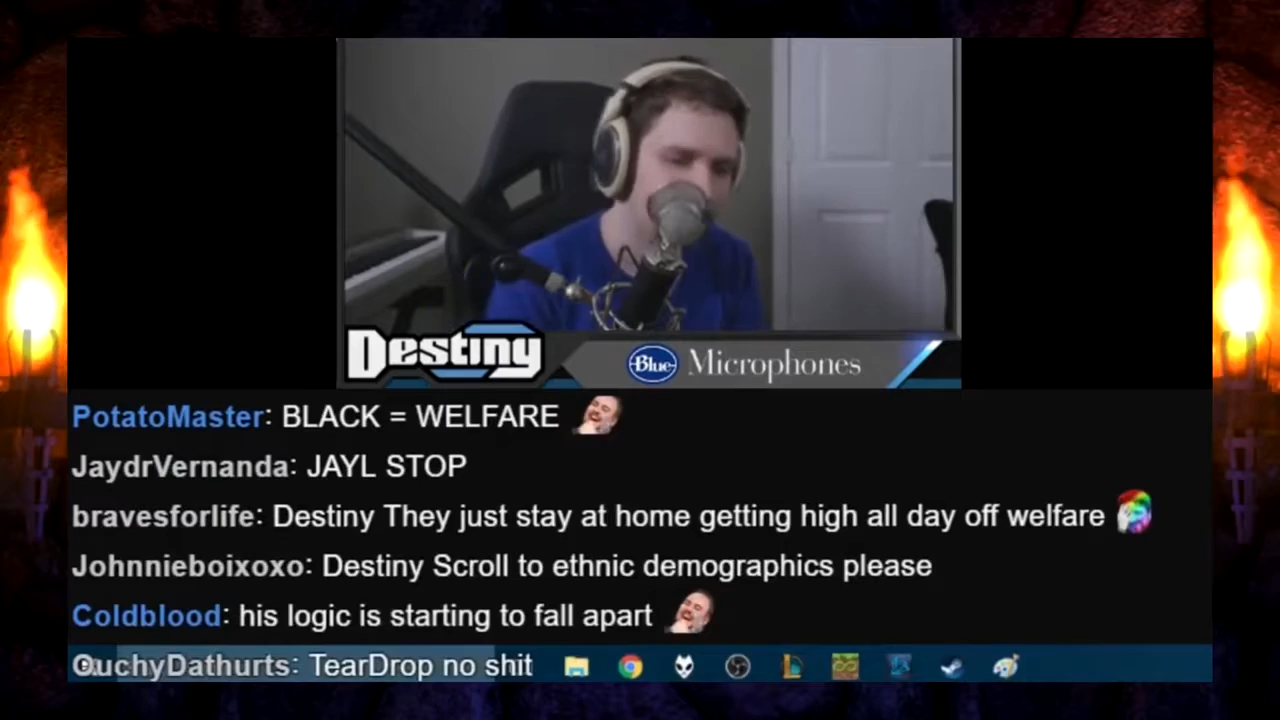 Destiny
Blue Microphones
PotatoMaster: BLACK = WELFARE
JaydrVernanda: JAYL STOP
bravesforlife: Destiny They just stay at home getting high all day off welfare
Johnnieboixoxo: Destiny Scroll to ethnic demographics please
Coldblood: his logic is starting to fall apart
OuchyDathurts: TearDrop no shit